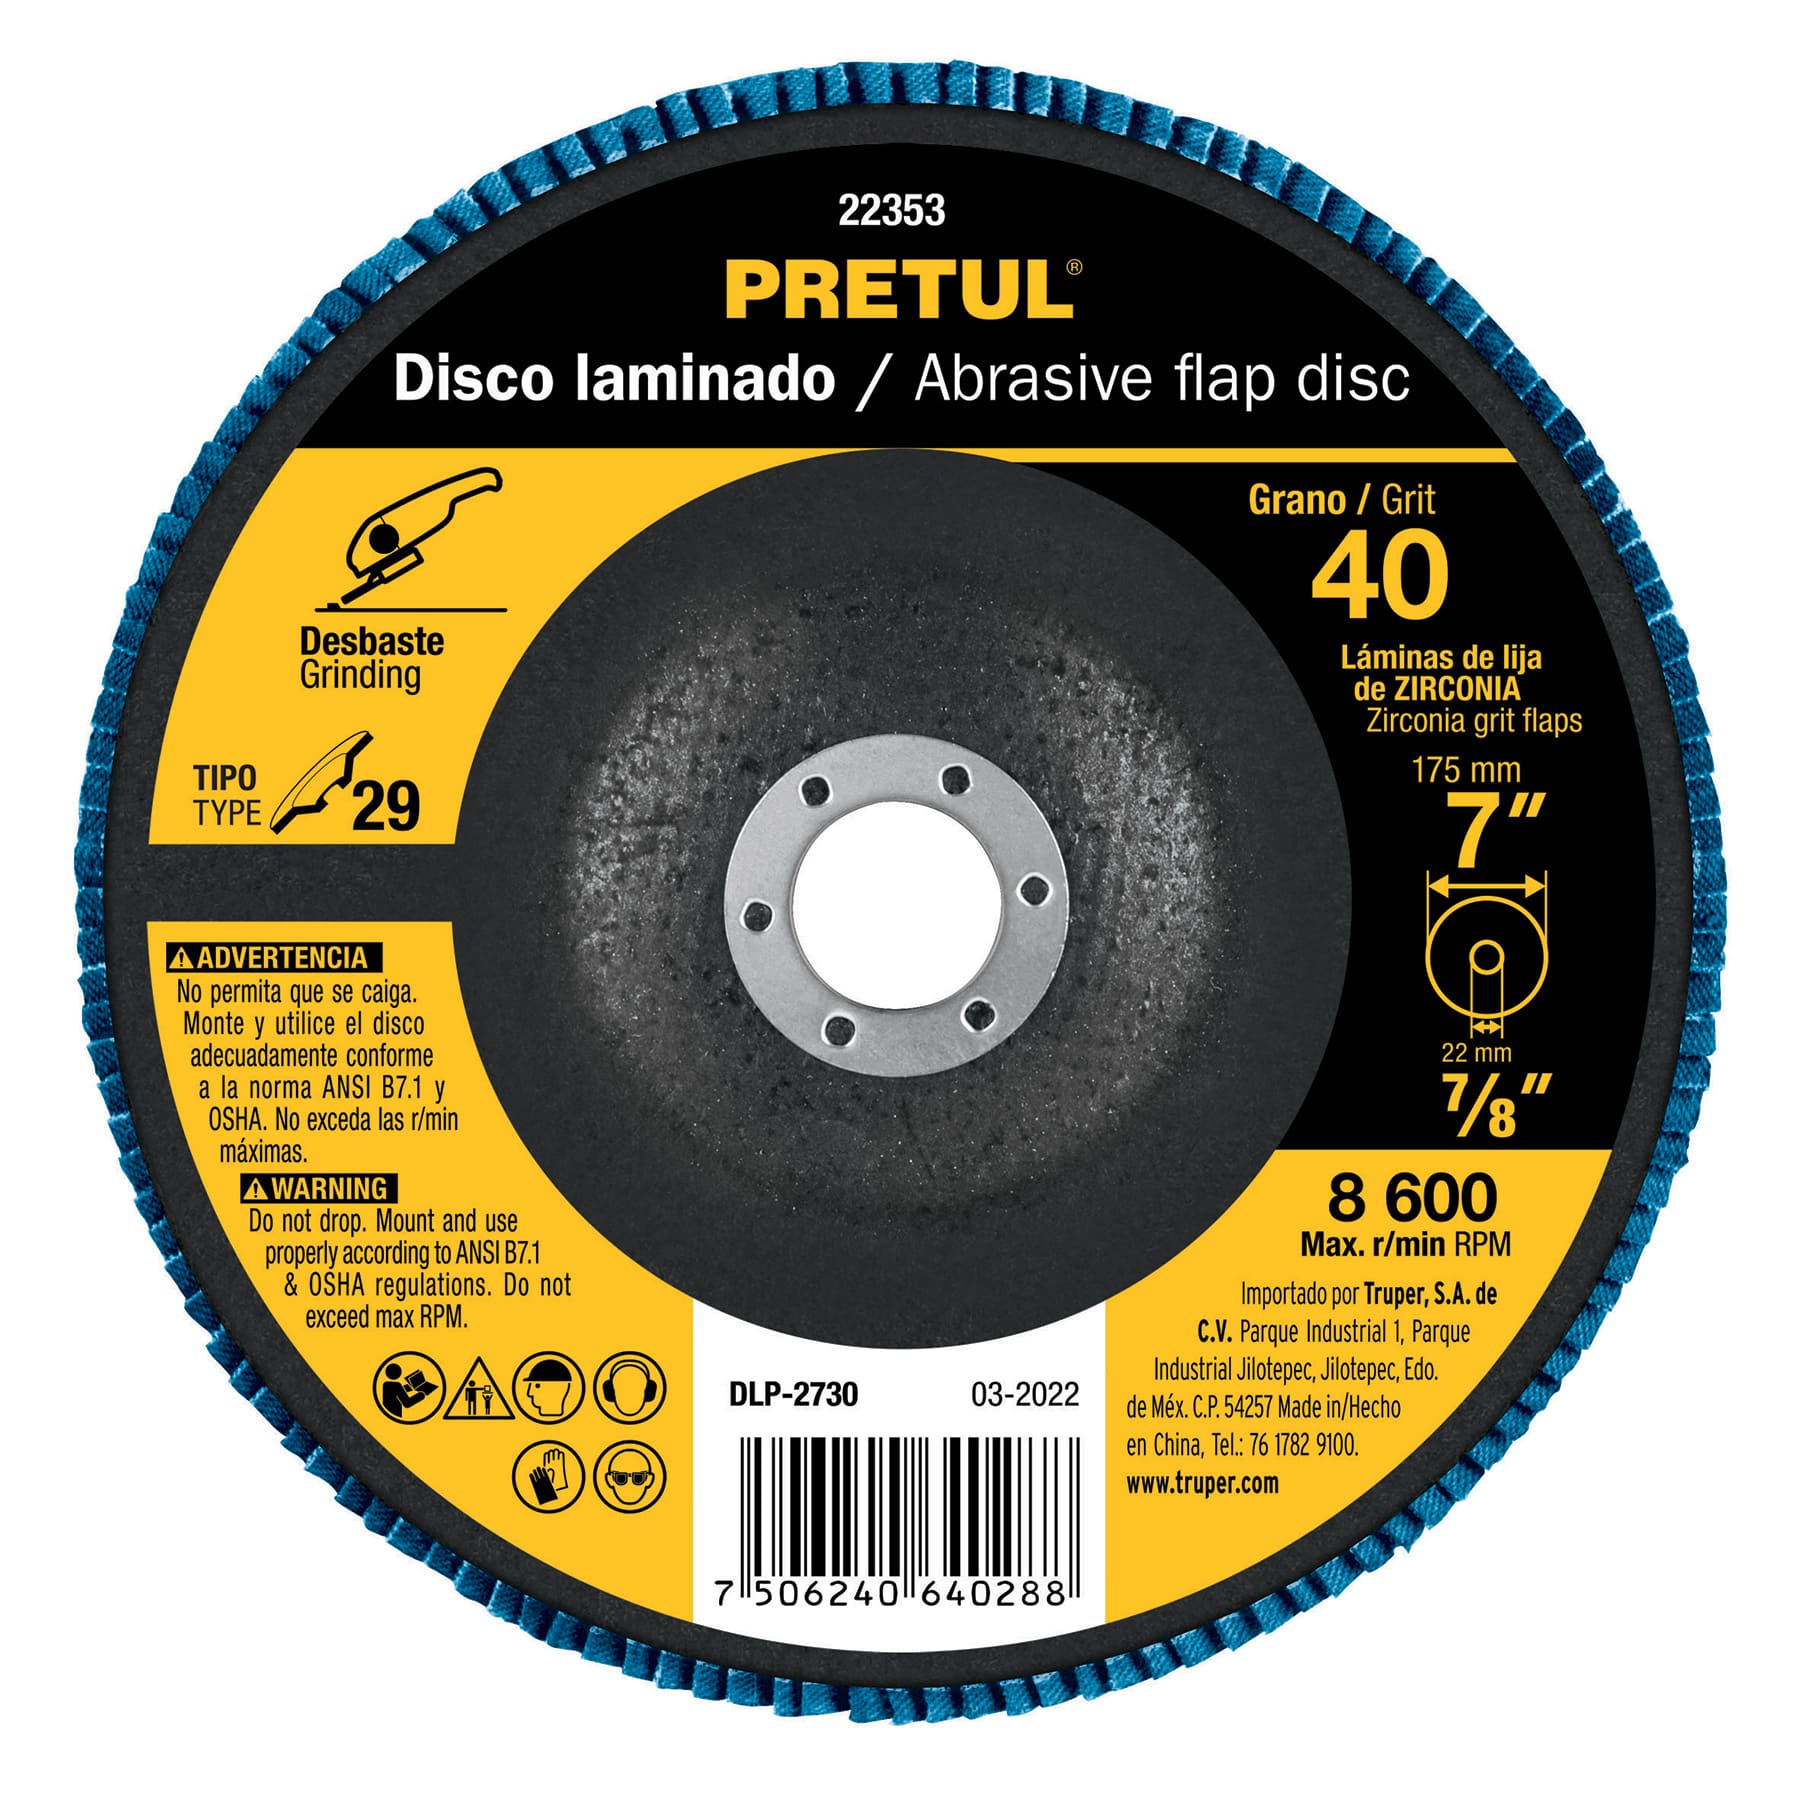 22353
PRETUL®
Disco laminado / Abrasive flap disc
Desbaste
Grinding
TIPO
TYPE
29
Grano / Grit
40
Láminas de lija
de ZIRCONIA
Zirconia grit flaps
175 mm
7"
22 mm
7/8"
ADVERTENCIA
No permita que se caiga.
Monte y utilice el disco
adecuadamente conforme
a la norma ANSI B7.1 y
OSHA. No exceda las r/min
máximas.
WARNING
Do not drop. Mount and use
properly according to ANSI B7.1
& OSHA regulations. Do not
exceed max RPM.
8 600
Max. r/min RPM
Importado por Truper, S.A. de
C.V. Parque Industrial 1, Parque
Industrial Jilotepec, Jilotepec, Edo.
de Méx. C.P. 54257 Made in/Hecho
en China, Tel.: 76 1782 9100.
www.truper.com
DLP-2730 03-2022
7 506240 640288